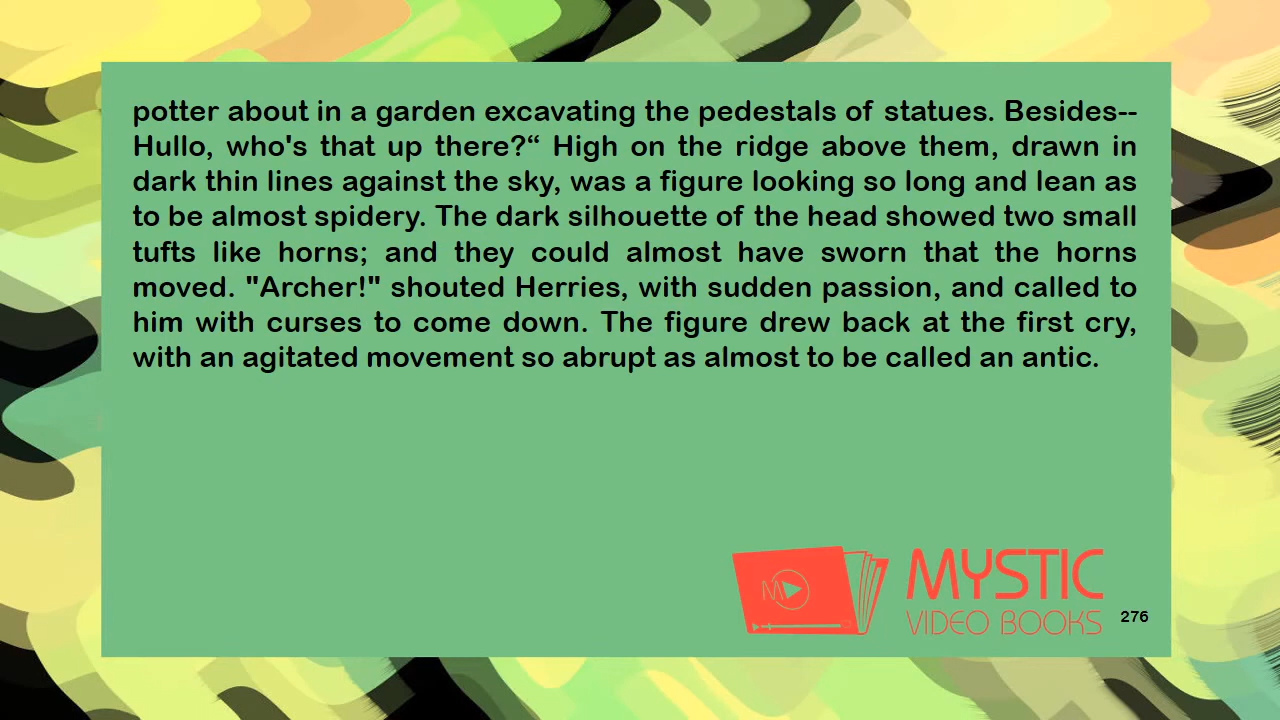 potter about in a garden excavating the pedestals of statues. Besides--
Hullo, who's that up there?“ High on the ridge above them, drawn in
dark thin lines against the sky, was a figure looking so long and lean as
to be almost spidery. The dark silhouette of the head showed two small
tufts like horns; and they could almost have sworn that the horns
moved. "Archer!" shouted Herries, with sudden passion, and called to
him with curses to come down. The figure drew back at the first cry,
with an agitated movement so abrupt as almost to be called an antic.
M
MYSTIC
VIDEO BOOKS
276